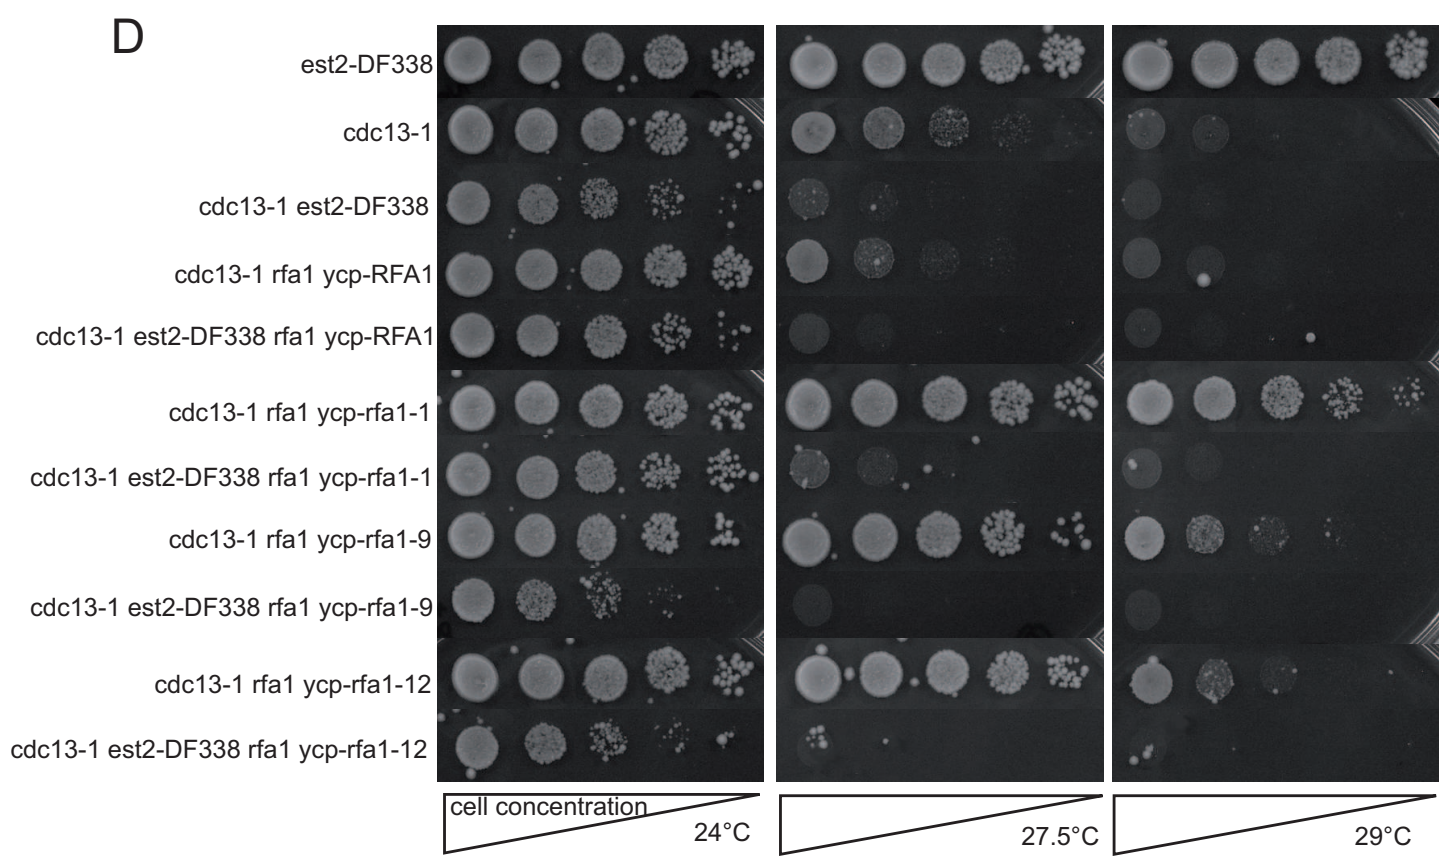 D
est2-DF338
cdc13-1
cdc13-1 est2-DF338
cdc13-1 rfa1 ycp-RFA1
cdc13-1 est2-DF338 rfa1 ycp-RFA1
cdc13-1 rfa1 ycp-rfa1-1
cdc13-1 est2-DF338 rfa1 ycp-rfa1-1
cdc13-1 rfa1 ycp-rfa1-9
cdc13-1 est2-DF338 rfa1 ycp-rfa1-9
cdc13-1 rfa1 ycp-rfa1-12
cdc13-1 est2-DF338 rfa1 ycp-rfa1-12
cell concentration
24°C 27.5°C 29°C